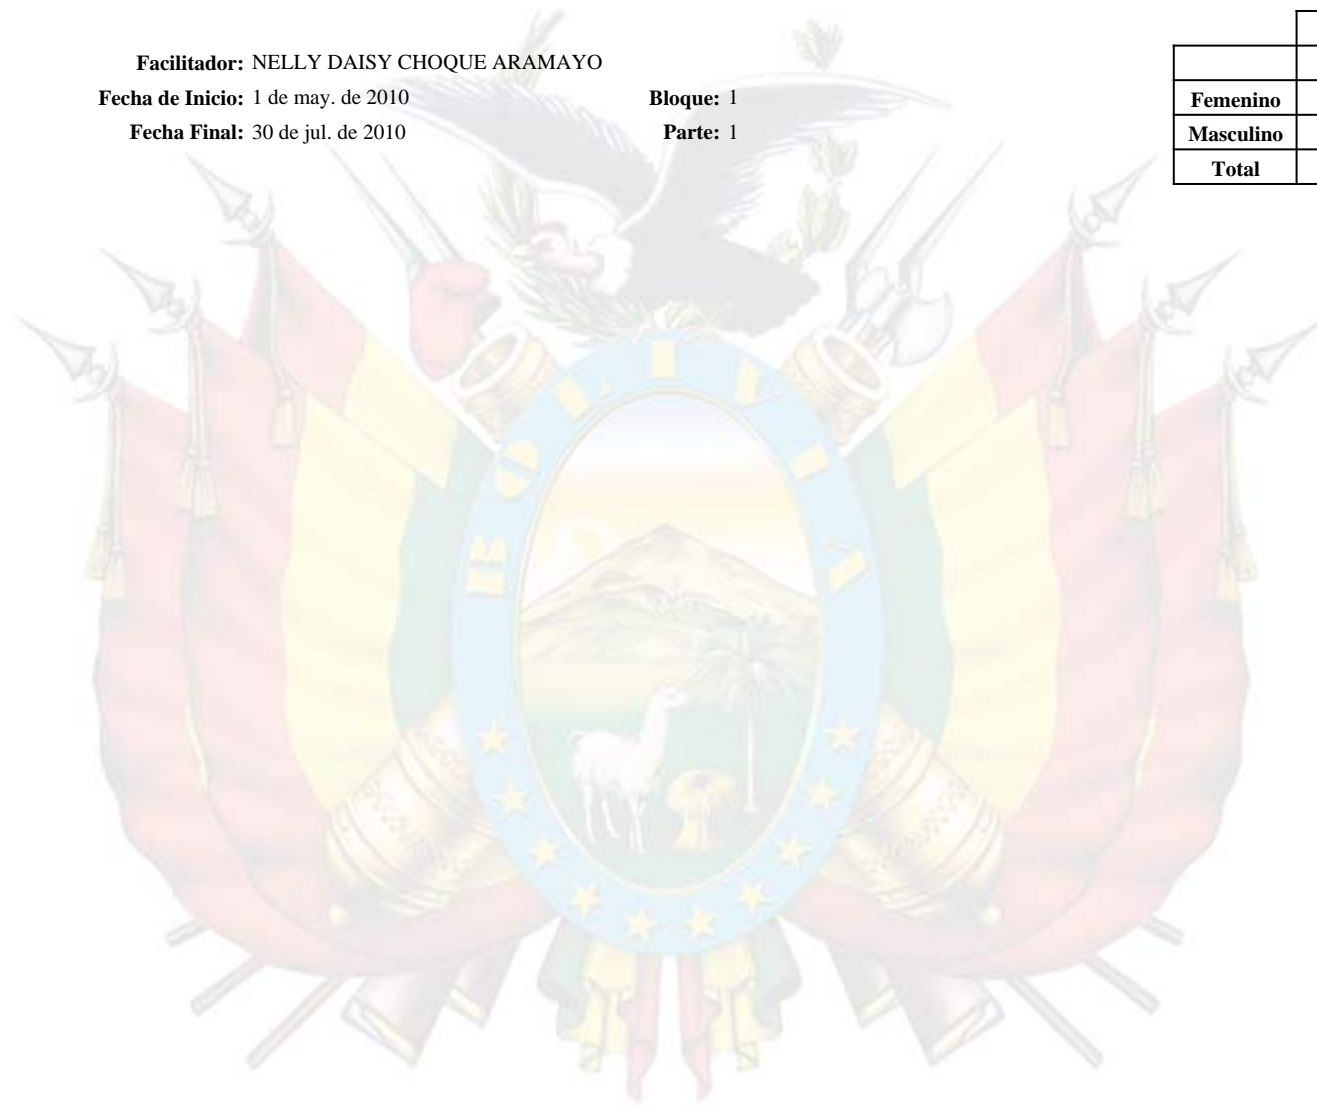 Facilitador: NELLY DAISY CHOQUE ARAMAYO
Fecha de Inicio: 1 de may. de 2010 Bloque: 1
Fecha Final: 30 de jul. de 2010 Parte: 1
Femenino
Masculino
Total
BOLIVIA